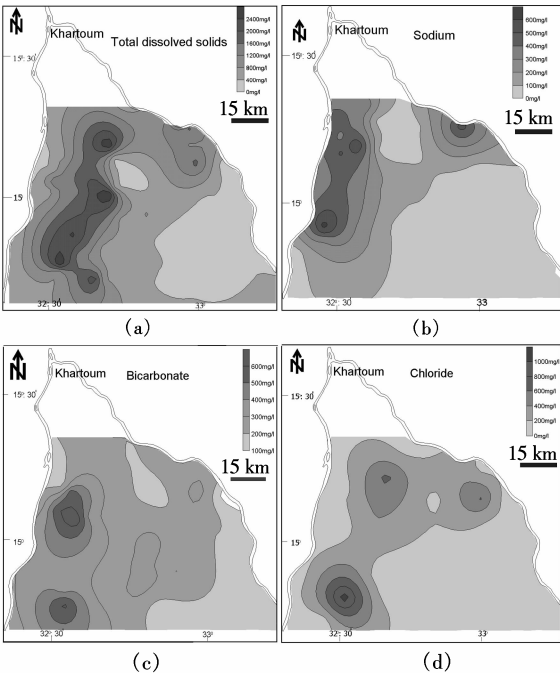 N
Khartoum
Total dissolved solids
2400mg/l
2000mg/l
1600mg/l
1200mg/l
800mg/l
400mg/l
0mg/l
15 km
15° 30'
15°
32° 30'
33°
(a)
N
Khartoum
Sodium
600mg/l
500mg/l
400mg/l
300mg/l
200mg/l
100mg/l
0mg/l
15 km
15° 30'
15°
32° 30'
33
(b)
N
Khartoum
Bicarbonate
600mg/l
500mg/l
400mg/l
300mg/l
200mg/l
100mg/l
15 km
15° 30'
15°
32° 30'
33°
(c)
N
Khartoum
Chloride
1000mg/l
800mg/l
600mg/l
400mg/l
200mg/l
0mg/l
15 km
15° 30'
15°
32° 30'
33°
(d)